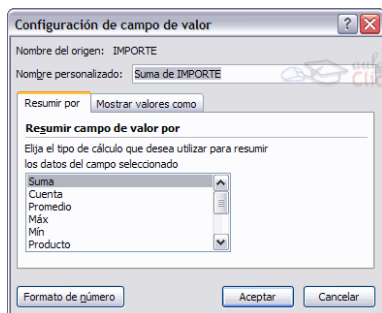 Configuración de campo de valor
Nombre del origen: IMPORTE
Nombre personalizado: Suma de IMPORTE
aula
Clic
Resumir por
Mostrar valores como
Resumir campo de valor por
Elija el tipo de cálculo que desea utilizar para resumir
los datos del campo seleccionado
Suma
Cuenta
Promedio
Máx
Mín
Producto
Formato de número
Aceptar
Cancelar